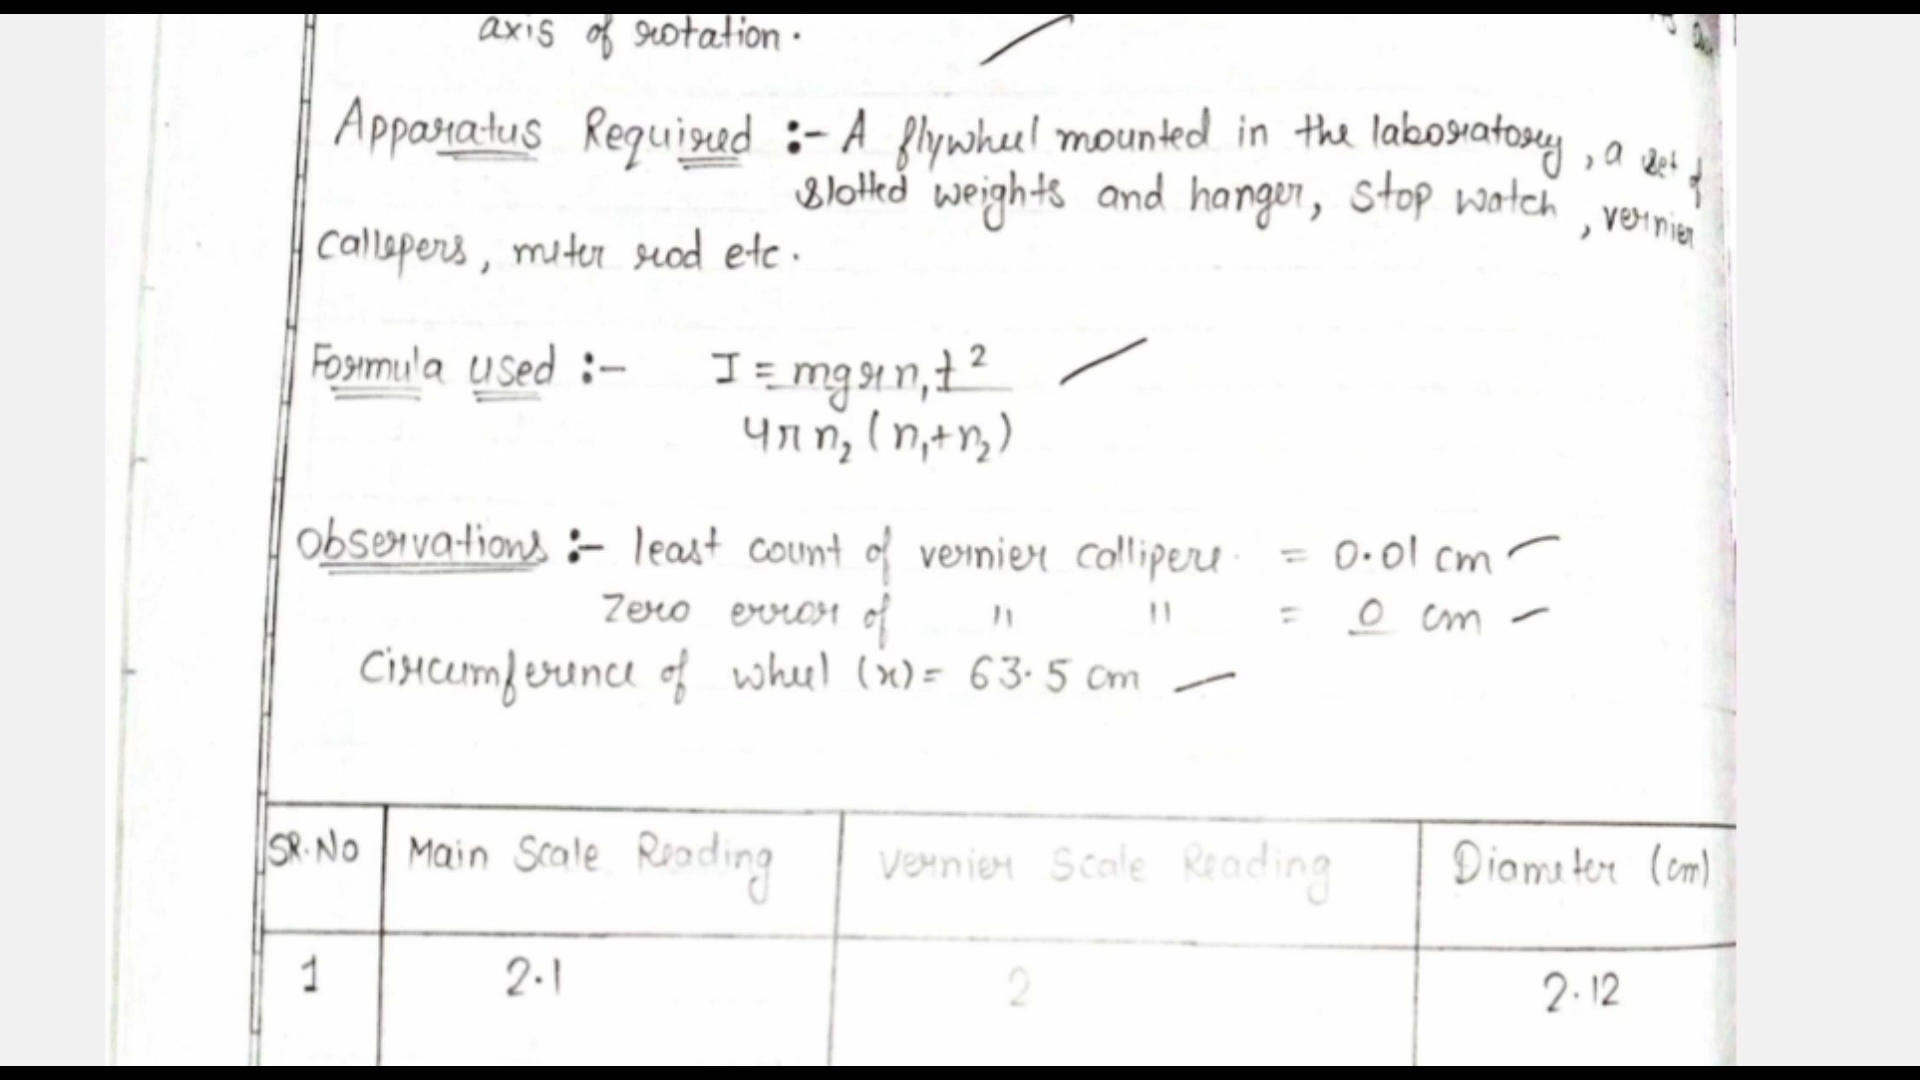 axis of rotation.
Apparatus Required :- A flywheel mounted in the laboratory, a set of
slotted weights and hanger, stop watch, vernier
callepers, meter rod etc.
Formula used :- I = mgrn₁t²
4πn₂(n₁+n₂)
Observations :- least count of vernier callipers = 0.01 cm
Zero error of " " = 0 cm
Circumference of wheel (x) = 63.5 cm
SR.No Main Scale Reading Vernier Scale Reading Diameter (cm)
1 2.1 2 2.12